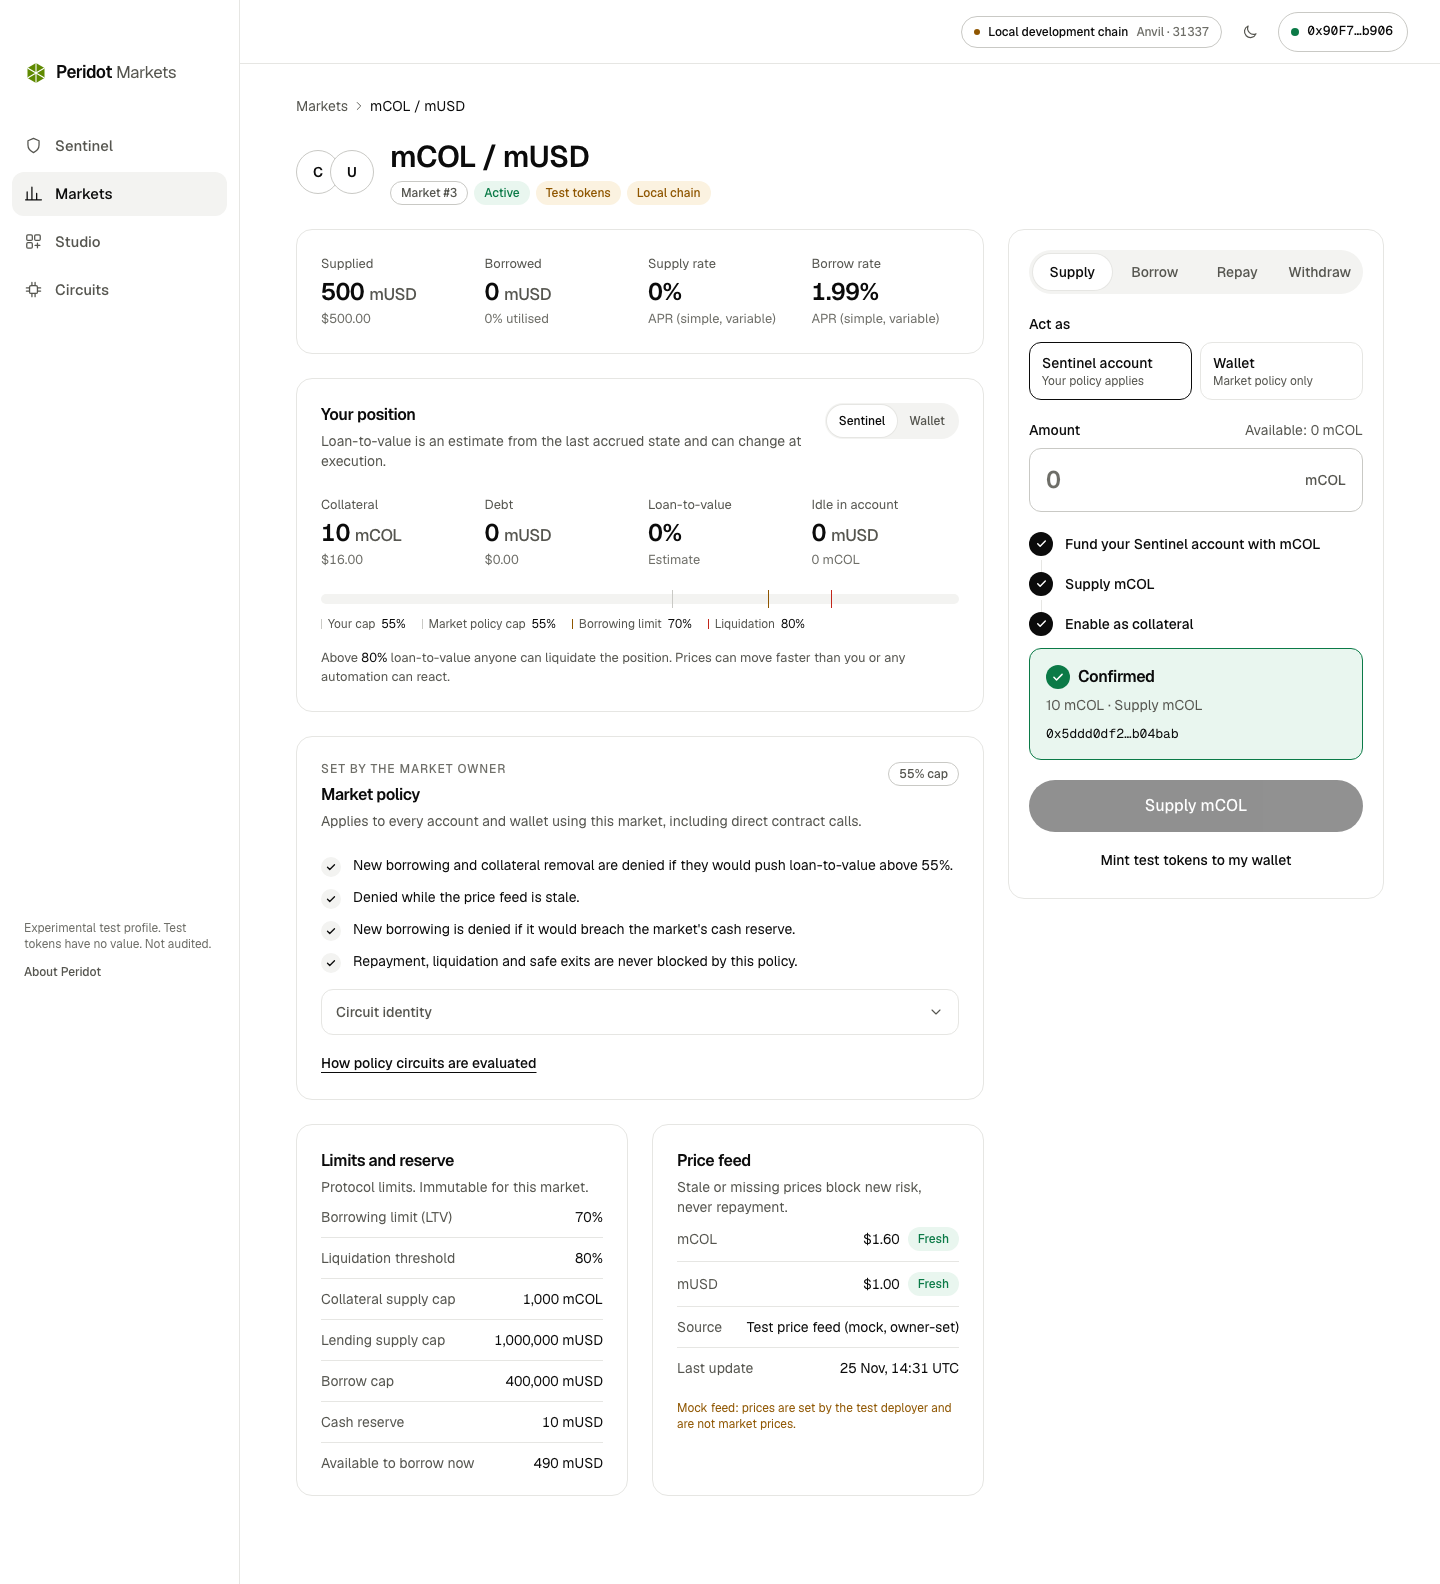 Local development chain Anvil · 31337
0x90F7…b906
Peridot Markets
Sentinel
Markets
Studio
Circuits
Experimental test profile. Test
tokens have no value. Not audited.
About Peridot
Markets > mCOL / mUSD
C U
mCOL / mUSD
Market #3 Active Test tokens Local chain
Supplied Borrowed Supply rate Borrow rate
500 mUSD 0 mUSD 0% 1.99%
$500.00 0% utilised APR (simple, variable) APR (simple, variable)
Your position
Sentinel Wallet
Loan-to-value is an estimate from the last accrued state and can change at
execution.
Collateral Debt Loan-to-value Idle in account
10 mCOL 0 mUSD 0% 0 mUSD
$16.00 $0.00 Estimate 0 mCOL
Your cap 55% Market policy cap 55% Borrowing limit 70% Liquidation 80%
Above 80% loan-to-value anyone can liquidate the position. Prices can move faster than you or any
automation can react.
SET BY THE MARKET OWNER
55% cap
Market policy
Applies to every account and wallet using this market, including direct contract calls.
New borrowing and collateral removal are denied if they would push loan-to-value above 55%.
Denied while the price feed is stale.
New borrowing is denied if it would breach the market's cash reserve.
Repayment, liquidation and safe exits are never blocked by this policy.
Circuit identity
How policy circuits are evaluated
Limits and reserve
Protocol limits. Immutable for this market.
Borrowing limit (LTV) 70%
Liquidation threshold 80%
Collateral supply cap 1,000 mCOL
Lending supply cap 1,000,000 mUSD
Borrow cap 400,000 mUSD
Cash reserve 10 mUSD
Available to borrow now 490 mUSD
Price feed
Stale or missing prices block new risk,
never repayment.
mCOL $1.60 Fresh
mUSD $1.00 Fresh
Source Test price feed (mock, owner-set)
Last update 25 Nov, 14:31 UTC
Mock feed: prices are set by the test deployer and
are not market prices.
Supply Borrow Repay Withdraw
Act as
Sentinel account Wallet
Your policy applies Market policy only
Amount Available: 0 mCOL
0 mCOL
Fund your Sentinel account with mCOL
Supply mCOL
Enable as collateral
Confirmed
10 mCOL · Supply mCOL
0x5ddd0df2…b04bab
Supply mCOL
Mint test tokens to my wallet